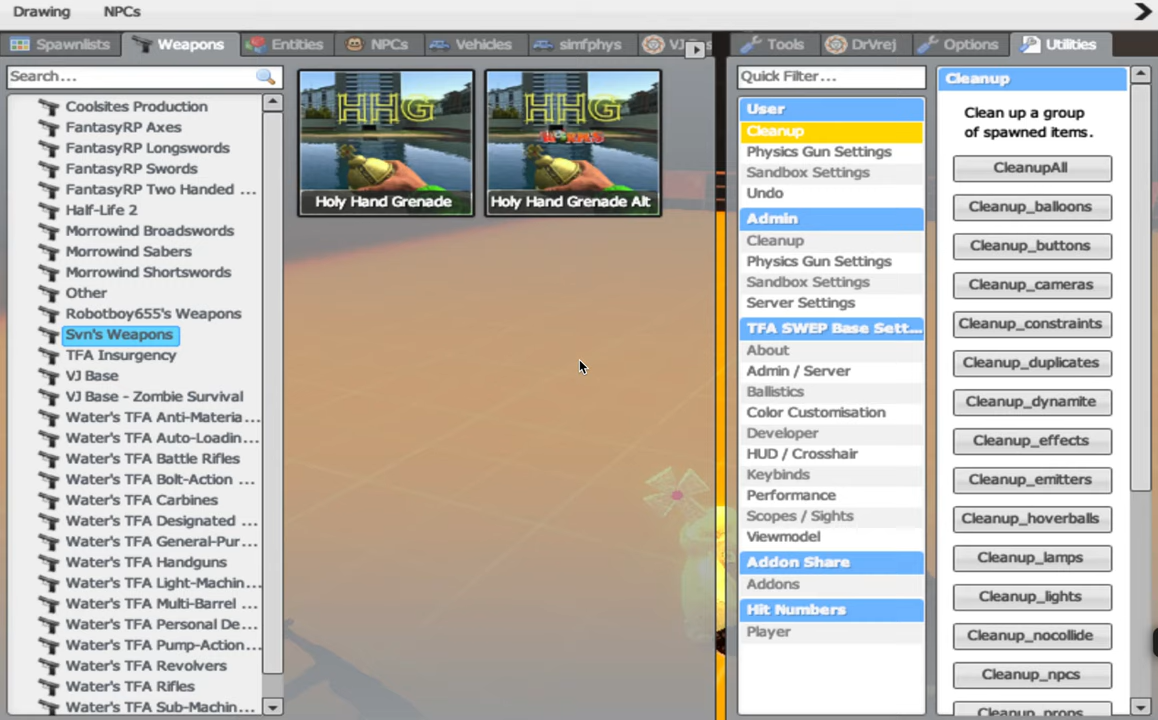 Drawing
NPCs
Spawnlists
Weapons
Entities
NPCs
Vehicles
simfphys
Search...
Coolsites Production
FantasyRP Axes
FantasyRP Longswords
FantasyRP Swords
FantasyRP Two Handed ...
Half-Life 2
Morrowind Broadswords
Morrowind Sabers
Morrowind Shortswords
Other
Robotboy655's Weapons
Svn's Weapons
TFA Insurgency
VJ Base
VJ Base - Zombie Survival
Water's TFA Anti-Materia...
Water's TFA Auto-Loadin...
Water's TFA Battle Rifles
Water's TFA Bolt-Action ...
Water's TFA Carbines
Water's TFA Designated ...
Water's TFA General-Pur...
Water's TFA Handguns
Water's TFA Light-Machin...
Water's TFA Multi-Barrel ...
Water's TFA Personal De...
Water's TFA Pump-Action...
Water's TFA Revolvers
Water's TFA Rifles
Water's TFA Sub-Machin...
HHG
Holy Hand Grenade
HHG
WORMS
Holy Hand Grenade Alt
Tools
DrVrej
Options
Utilities
Quick Filter...
User
Cleanup
Physics Gun Settings
Sandbox Settings
Undo
Admin
Cleanup
Physics Gun Settings
Sandbox Settings
Server Settings
TFA SWEP Base Sett...
About
Admin / Server
Ballistics
Color Customisation
Developer
HUD / Crosshair
Keybinds
Performance
Scopes / Sights
Viewmodel
Addon Share
Addons
Hit Numbers
Player
Cleanup
Clean up a group
of spawned items.
CleanupAll
Cleanup_balloons
Cleanup_buttons
Cleanup_cameras
Cleanup_constraints
Cleanup_duplicates
Cleanup_dynamite
Cleanup_effects
Cleanup_emitters
Cleanup_hoverballs
Cleanup_lamps
Cleanup_lights
Cleanup_nocollide
Cleanup_npcs
Cleanup_props